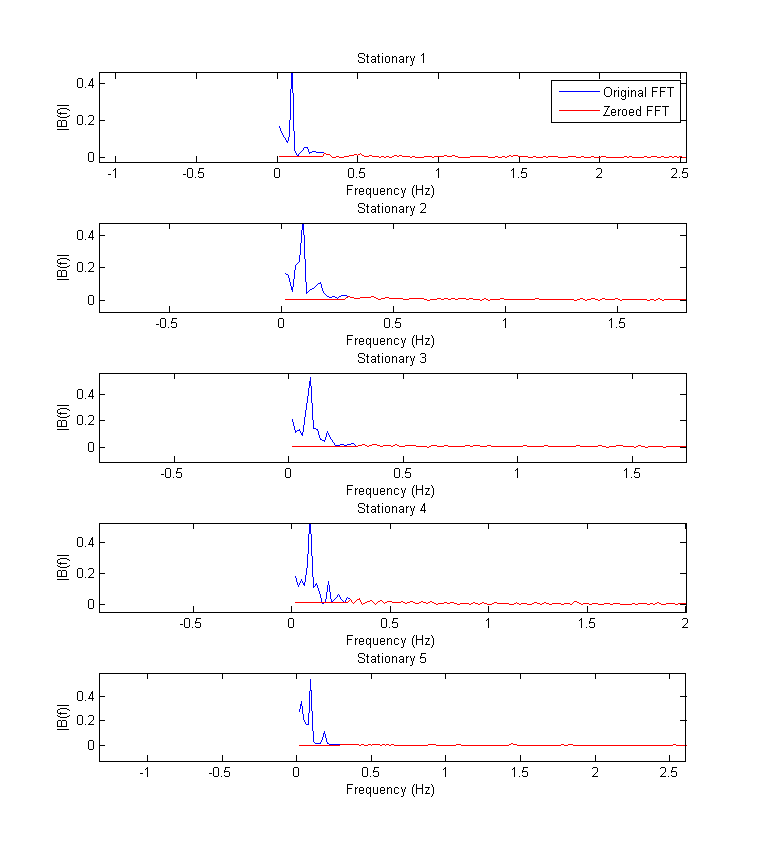 Stationary 1
|B(f)|
0.4
0.2
0
Original FFT
Zeroed FFT
-1 -0.5 0 0.5 1 1.5 2 2.5
Frequency (Hz)
Stationary 2
|B(f)|
0.4
0.2
0
-0.5 0 0.5 1 1.5
Frequency (Hz)
Stationary 3
|B(f)|
0.4
0.2
0
-0.5 0 0.5 1 1.5
Frequency (Hz)
Stationary 4
|B(f)|
0.4
0.2
0
-0.5 0 0.5 1 1.5 2
Frequency (Hz)
Stationary 5
|B(f)|
0.4
0.2
0
-1 -0.5 0 0.5 1 1.5 2 2.5
Frequency (Hz)